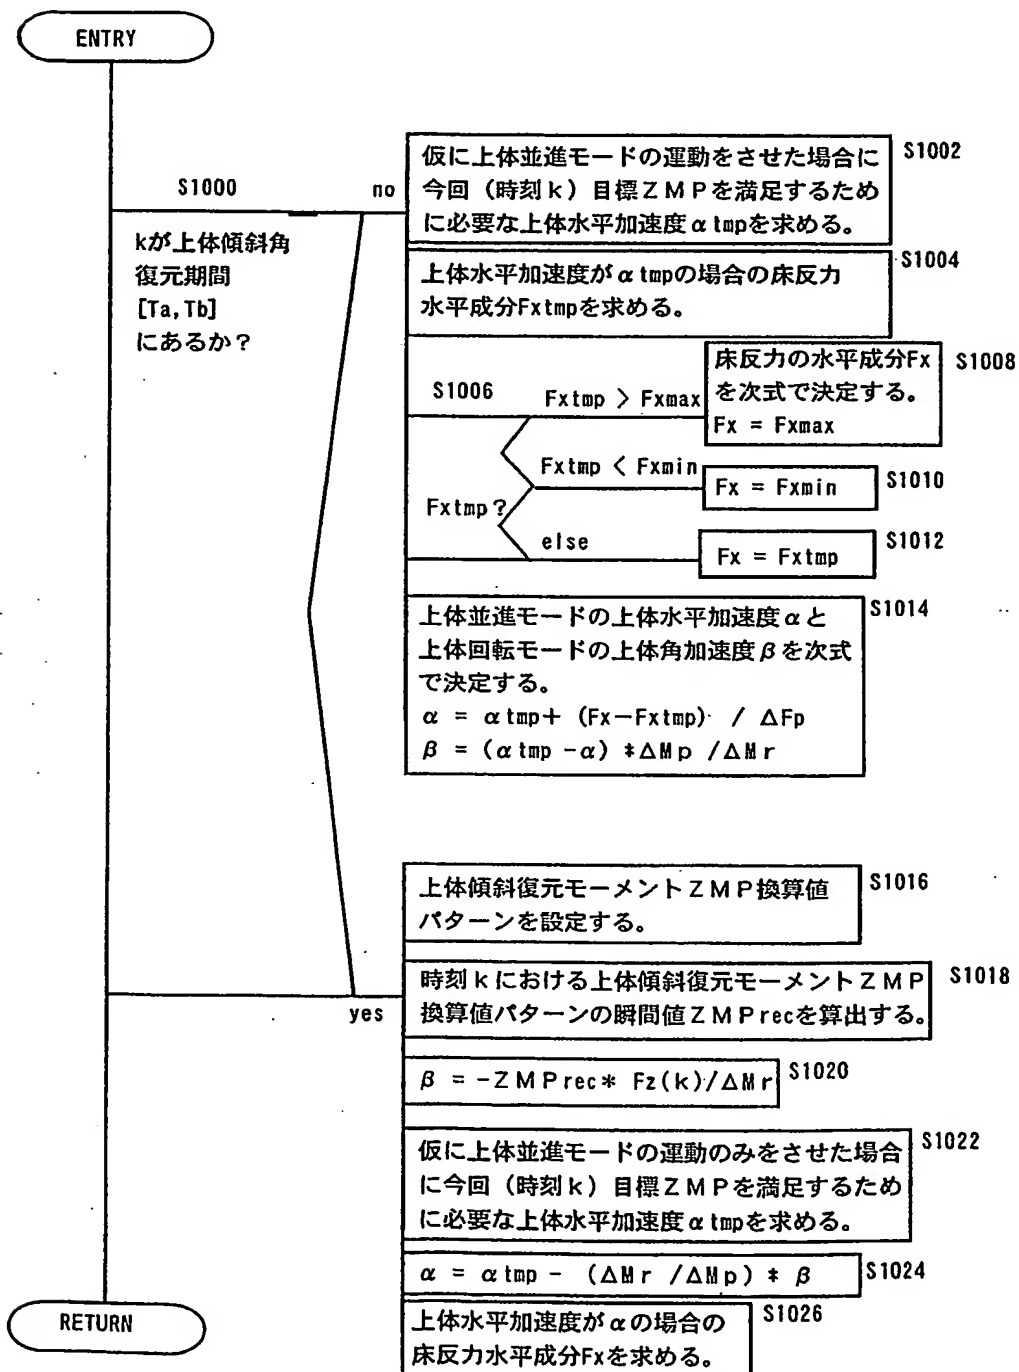 ENTRY
S1000
no
kが上体傾斜角
復元期間
[Ta,Tb]
にあるか？
仮に上体並進モードの運動をさせた場合に
今回（時刻k）目標ZMPを満足するため
に必要な上体水平加速度αtmpを求める。
S1002
上体水平加速度がαtmpの場合の床反力
水平成分Fxtmpを求める。
S1004
S1006
Fxtmp？
Fxtmp > Fxmax
床反力の水平成分Fx
を次式で決定する。
Fx = Fxmax
S1008
Fxtmp < Fxmin
Fx = Fxmin
S1010
else
Fx = Fxtmp
S1012
上体並進モードの上体水平加速度αと
上体回転モードの上体角加速度βを次式
で決定する。
α = αtmp+ (Fx-Fxtmp) / ΔFp
β = (αtmp -α) *ΔMp /ΔMr
S1014
yes
上体傾斜復元モーメントZMP換算値
パターンを設定する。
S1016
時刻kにおける上体傾斜復元モーメントZMP
換算値パターンの瞬間値ZMPrecを算出する。
S1018
β = -ZMPrec* Fz(k)/ΔMr
S1020
仮に上体並進モードの運動のみをさせた場合
に今回（時刻k）目標ZMPを満足するため
に必要な上体水平加速度αtmpを求める。
S1022
α = αtmp - (ΔMr /ΔMp) * β
S1024
上体水平加速度がαの場合の
床反力水平成分Fxを求める。
S1026
RETURN